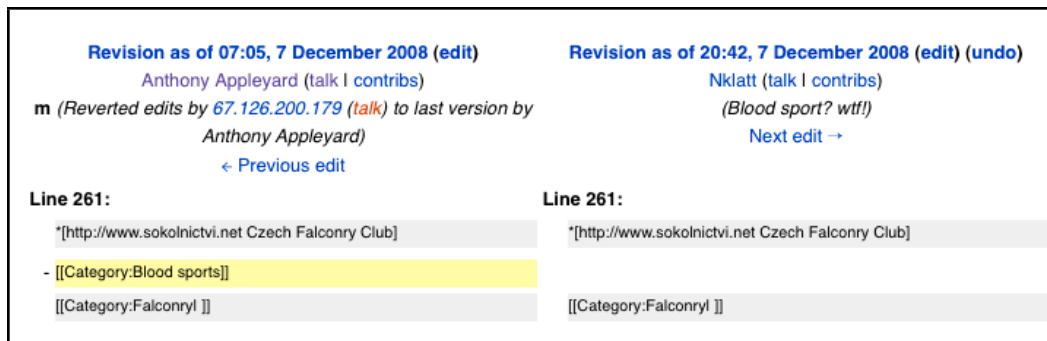 Revision as of 07:05, 7 December 2008 (edit)
Anthony Appleyard (talk | contribs)
m (Reverted edits by 67.126.200.179 (talk) to last version by
Anthony Appleyard)
← Previous edit
Revision as of 20:42, 7 December 2008 (edit) (undo)
Nklatt (talk | contribs)
(Blood sport? wtf!)
Next edit →
Line 261:
Line 261:
*[http://www.sokolnictvi.net Czech Falconry Club]
*[http://www.sokolnictvi.net Czech Falconry Club]
- [[Category:Blood sports]]
[[Category:Falconry| ]]
[[Category:Falconry| ]]